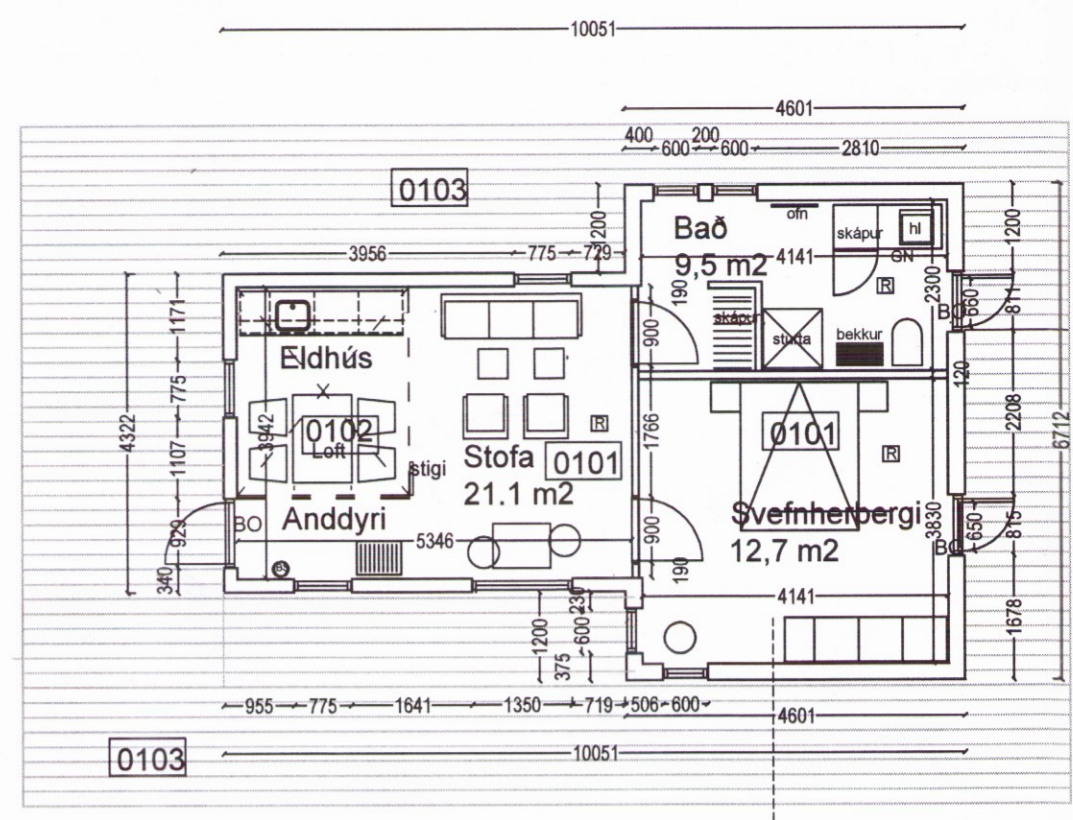 10051
4601
400 200
600 600 2810
0103
3956 775 729
1200
Bað
9,5 m2
ofn
skápur
hl
GN
4141
R
2300
1200
660
811
BO
190
900
skápur
sturta
bekkur
120
1171
775
4322
1107
929
340
Eldhús
3942
0102
Loft
stigi
R
Stofa
21.1 m2
0101
1766
0101
R
2208
6712
Anddyri
BO
5346
900
190
Svefnherbergi
12,7 m2
3830
BO
650
815
4141
1678
1200
230
600
375
955 775 1641 1350 719 506 600
4601
0103
10051